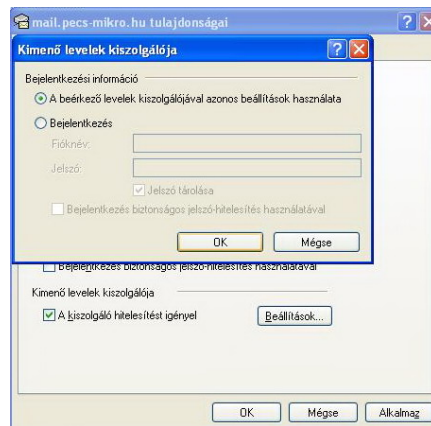 mail.pecs-mikro.hu tulajdonságai
Kimenő levelek kiszolgálója
Bejelentkezési információ
A beérkező levelek kiszolgálójával azonos beállítások használata
Bejelentkezés
Fióknév:
Jelszó:
Jelszó tárolása
Bejelentkezés biztonságos jelszó-hitelesítés használatával
OK Mégse
Bejelentkezés biztonságos jelszó-hitelesítés használatával
Kimenő levelek kiszolgálója
A kiszolgáló hitelesítést igényel Beállítások...
OK Mégse Alkalmaz